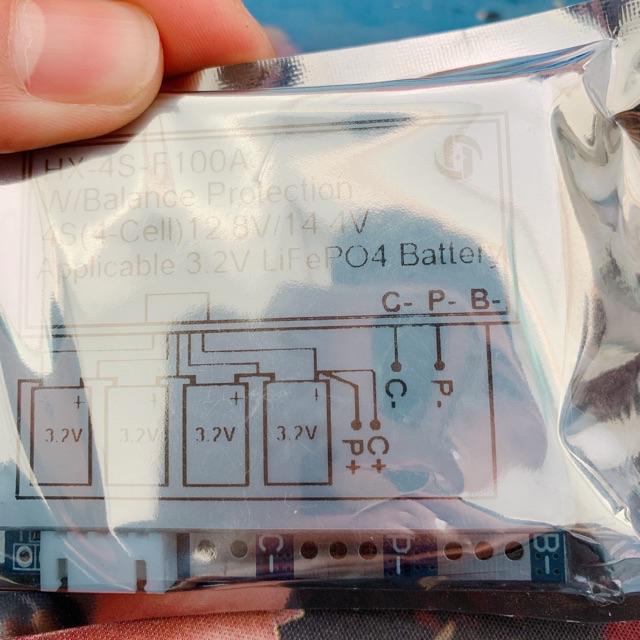 HX-4S-F100A
W/Balance Protection
4S(4-Cell)12.8V/14.4V
Applicable 3.2V LiFePO4 Battery
C- P- B-
+ + +
3.2V 3.2V 3.2V 3.2V
P+ C+ C- P-
C- P- B-